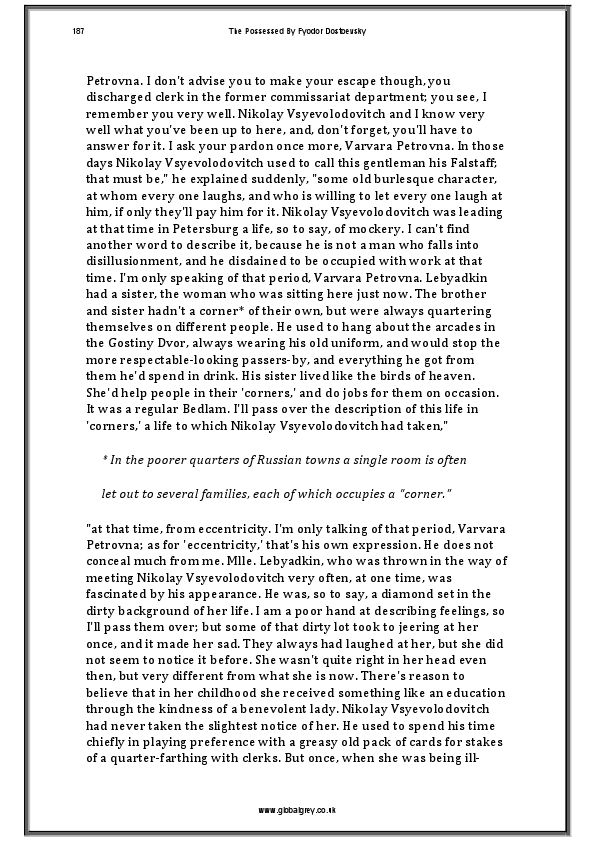 187
The Possessed By Fyodor Dostoevsky
Petrovna. I don't advise you to make your escape though, you
discharged clerk in the former commissariat department; you see, I
remember you very well. Nikolay Vsyevolodovitch and I know very
well what you've been up to here, and, don't forget, you'll have to
answer for it. I ask your pardon once more, Varvara Petrovna. In those
days Nikolay Vsyevolodovitch used to call this gentleman his Falstaff;
that must be," he explained suddenly, "some old burlesque character,
at whom every one laughs, and who is willing to let every one laugh at
him, if only they'll pay him for it. Nikolay Vsyevolodovitch was leading
at that time in Petersburg a life, so to say, of mockery. I can't find
another word to describe it, because he is not a man who falls into
disillusionment, and he disdained to be occupied with work at that
time. I'm only speaking of that period, Varvara Petrovna. Lebyadkin
had a sister, the woman who was sitting here just now. The brother
and sister hadn't a corner* of their own, but were always quartering
themselves on different people. He used to hang about the arcades in
the Gostiny Dvor, always wearing his old uniform, and would stop the
more respectable-looking passers-by, and everything he got from
them he'd spend in drink. His sister lived like the birds of heaven.
She'd help people in their 'corners,' and do jobs for them on occasion.
It was a regular Bedlam. I'll pass over the description of this life in
'corners,' a life to which Nikolay Vsyevolodovitch had taken,"
* In the poorer quarters of Russian towns a single room is often
let out to several families, each of which occupies a "corner."
"at that time, from eccentricity. I'm only talking of that period, Varvara
Petrovna; as for 'eccentricity,' that's his own expression. He does not
conceal much from me. Mlle. Lebyadkin, who was thrown in the way of
meeting Nikolay Vsyevolodovitch very often, at one time, was
fascinated by his appearance. He was, so to say, a diamond set in the
dirty background of her life. I am a poor hand at describing feelings, so
I'll pass them over; but some of that dirty lot took to jeering at her
once, and it made her sad. They always had laughed at her, but she did
not seem to notice it before. She wasn't quite right in her head even
then, but very different from what she is now. There's reason to
believe that in her childhood she received something like an education
through the kindness of a benevolent lady. Nikolay Vsyevolodovitch
had never taken the slightest notice of her. He used to spend his time
chiefly in playing preference with a greasy old pack of cards for stakes
of a quarter-farthing with clerks. But once, when she was being ill-
www.globalgrey.co.uk